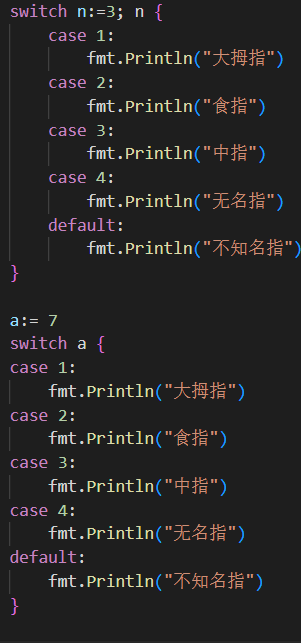 switch n:=3; n {
    case 1:
        fmt.Println("大拇指")
    case 2:
        fmt.Println("食指")
    case 3:
        fmt.Println("中指")
    case 4:
        fmt.Println("无名指")
    default:
        fmt.Println("不知名指")
}

a:= 7
switch a {
case 1:
    fmt.Println("大拇指")
case 2:
    fmt.Println("食指")
case 3:
    fmt.Println("中指")
case 4:
    fmt.Println("无名指")
default:
    fmt.Println("不知名指")
}